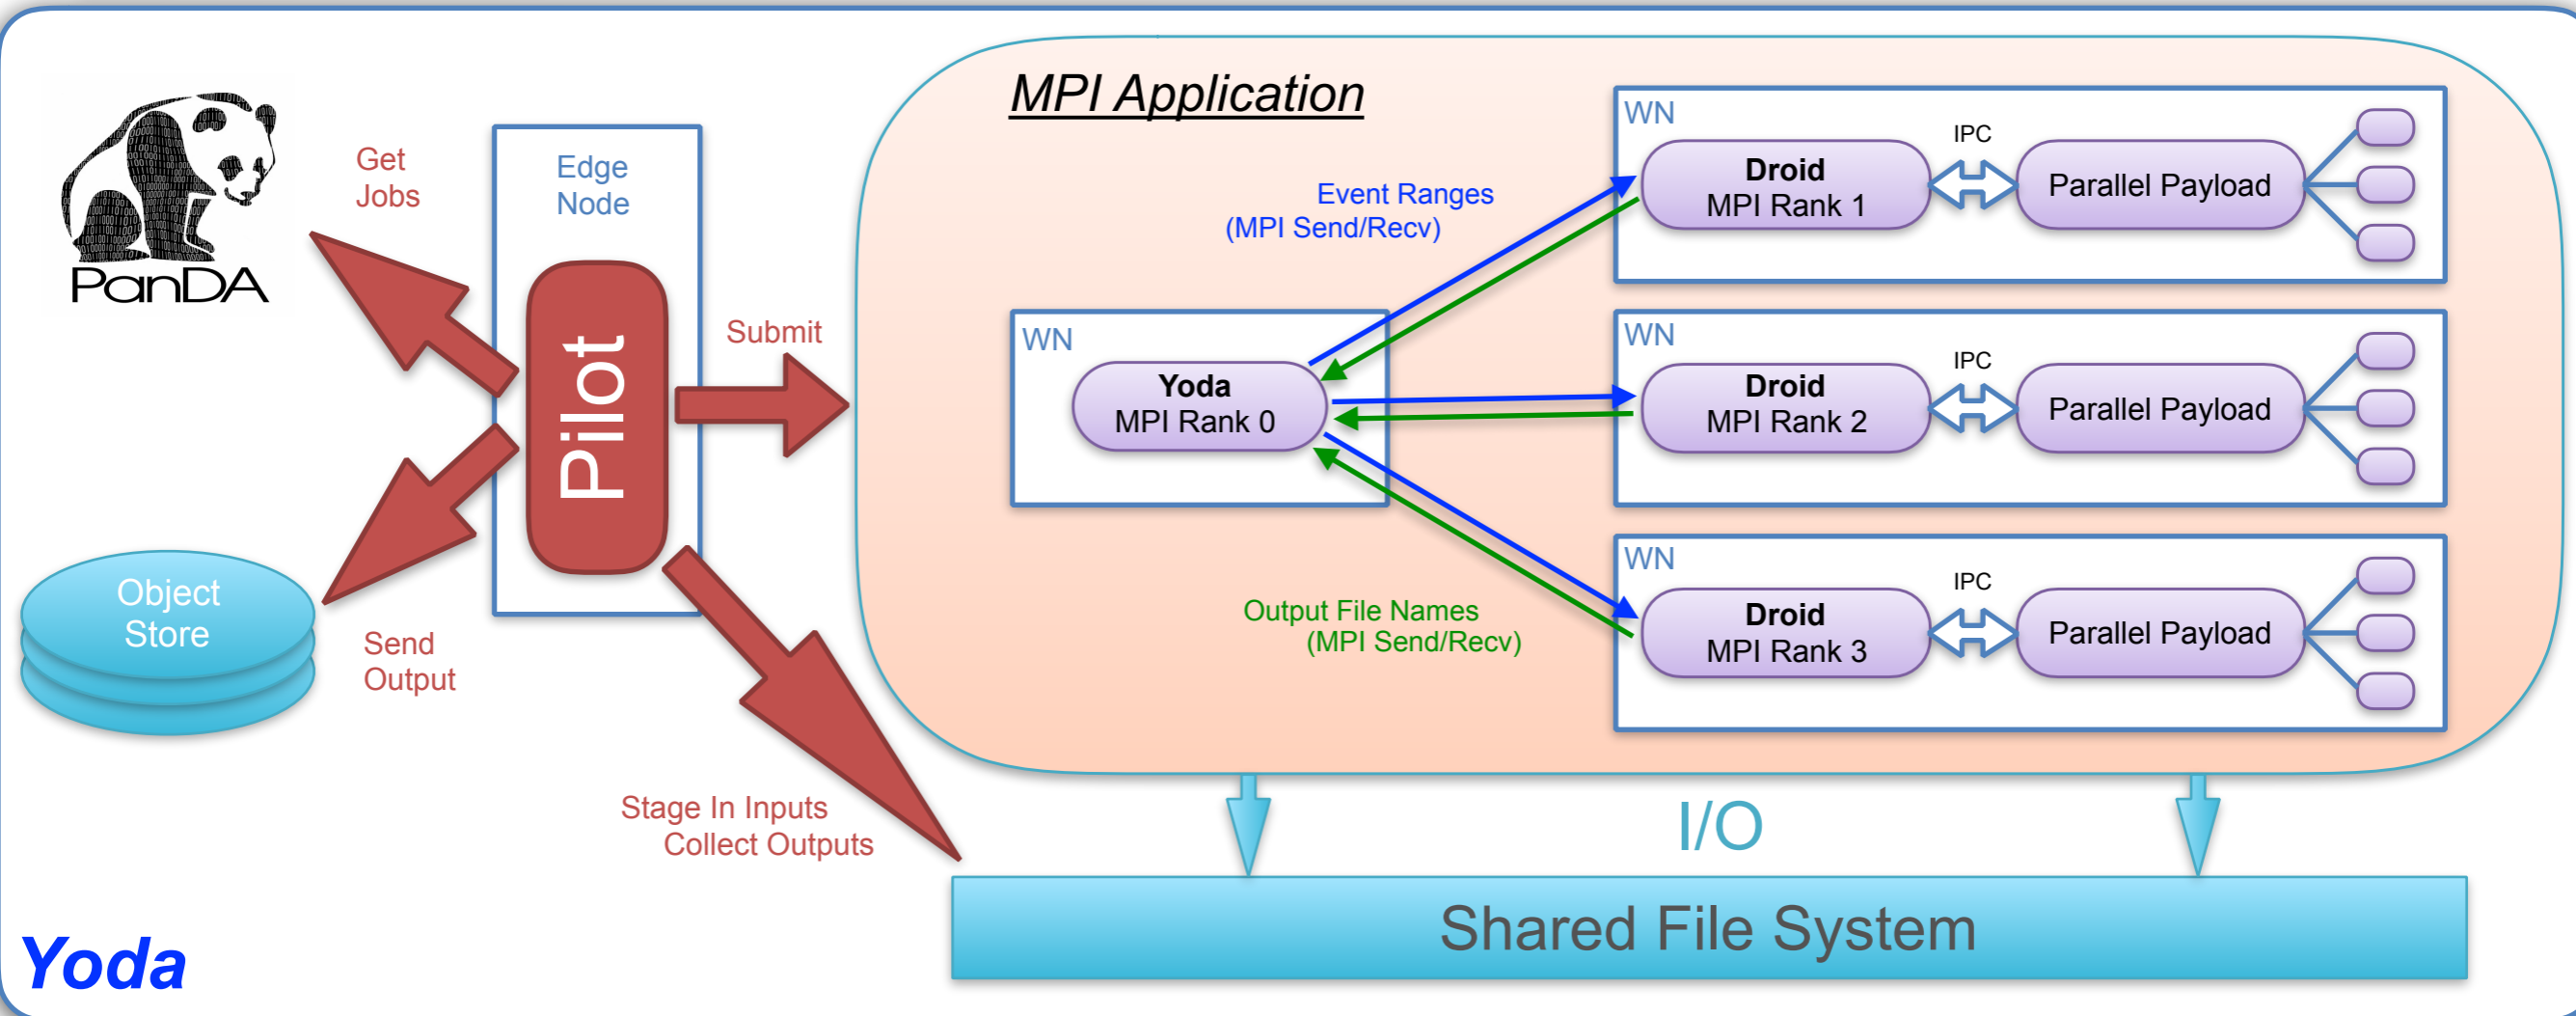 PanDA
Get
Jobs
Edge
Node
Pilot
Submit
Object
Store
Send
Output
Stage In Inputs
Collect Outputs
MPI Application
Event Ranges
(MPI Send/Recv)
WN
Yoda
MPI Rank 0
Output File Names
(MPI Send/Recv)
WN
Droid
MPI Rank 1
IPC
Parallel Payload
WN
Droid
MPI Rank 2
IPC
Parallel Payload
WN
Droid
MPI Rank 3
IPC
Parallel Payload
I/O
Shared File System
Yoda